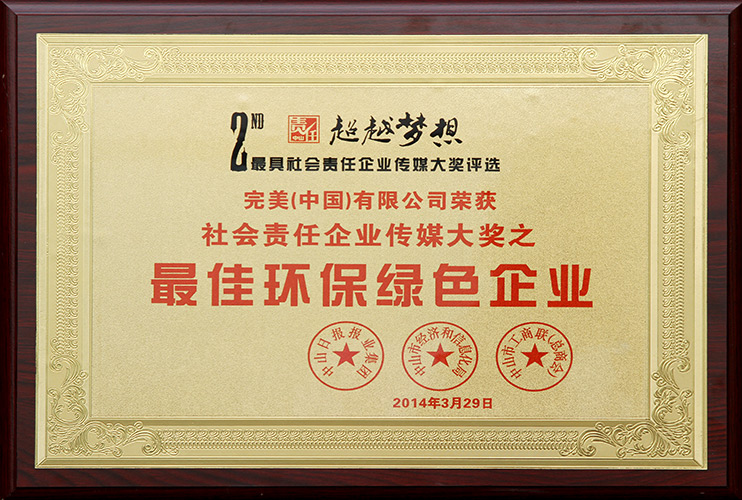 2ND 责任 中山 超越梦想
最具社会责任企业传媒大奖评选
完美(中国)有限公司荣获
社会责任企业传媒大奖之
最佳环保绿色企业
中山日报报业集团
中山市经济和信息化局
中山市工商联(总商会)
2014年3月29日